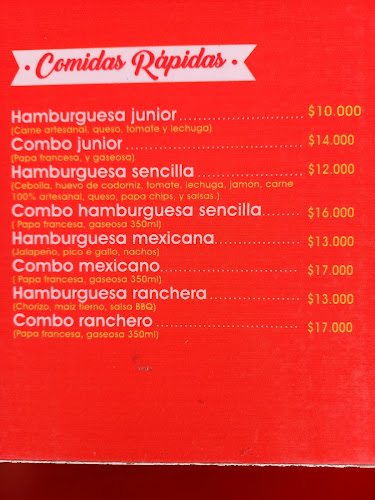 Comidas Rápidas
Hamburguesa junior.......................... $10.000
(Carne artesanal, queso, tomate y lechuga)
Combo junior.................................... $14.000
(Papa francesa, y gaseosa)
Hamburguesa sencilla....................... $12.000
(Cebolla, huevo de codorniz, tomate, lechuga, jamón, carne
100% artesanal, queso, papa chips, y salsas.)
Combo hamburguesa sencilla......... $16.000
( Papa francesa, gaseosa 350ml)
Hamburguesa mexicana................... $13.000
(Jalapeño, pico e gallo, nachos)
Combo mexicano............................. $17.000
( Papa francesa, gaseosa 350ml)
Hamburguesa ranchera.................... $13.000
(Chorizo, maiz tierno, salsa BBQ)
Combo ranchero.............................. $17.000
(Papa francesa, gaseosa 350ml)